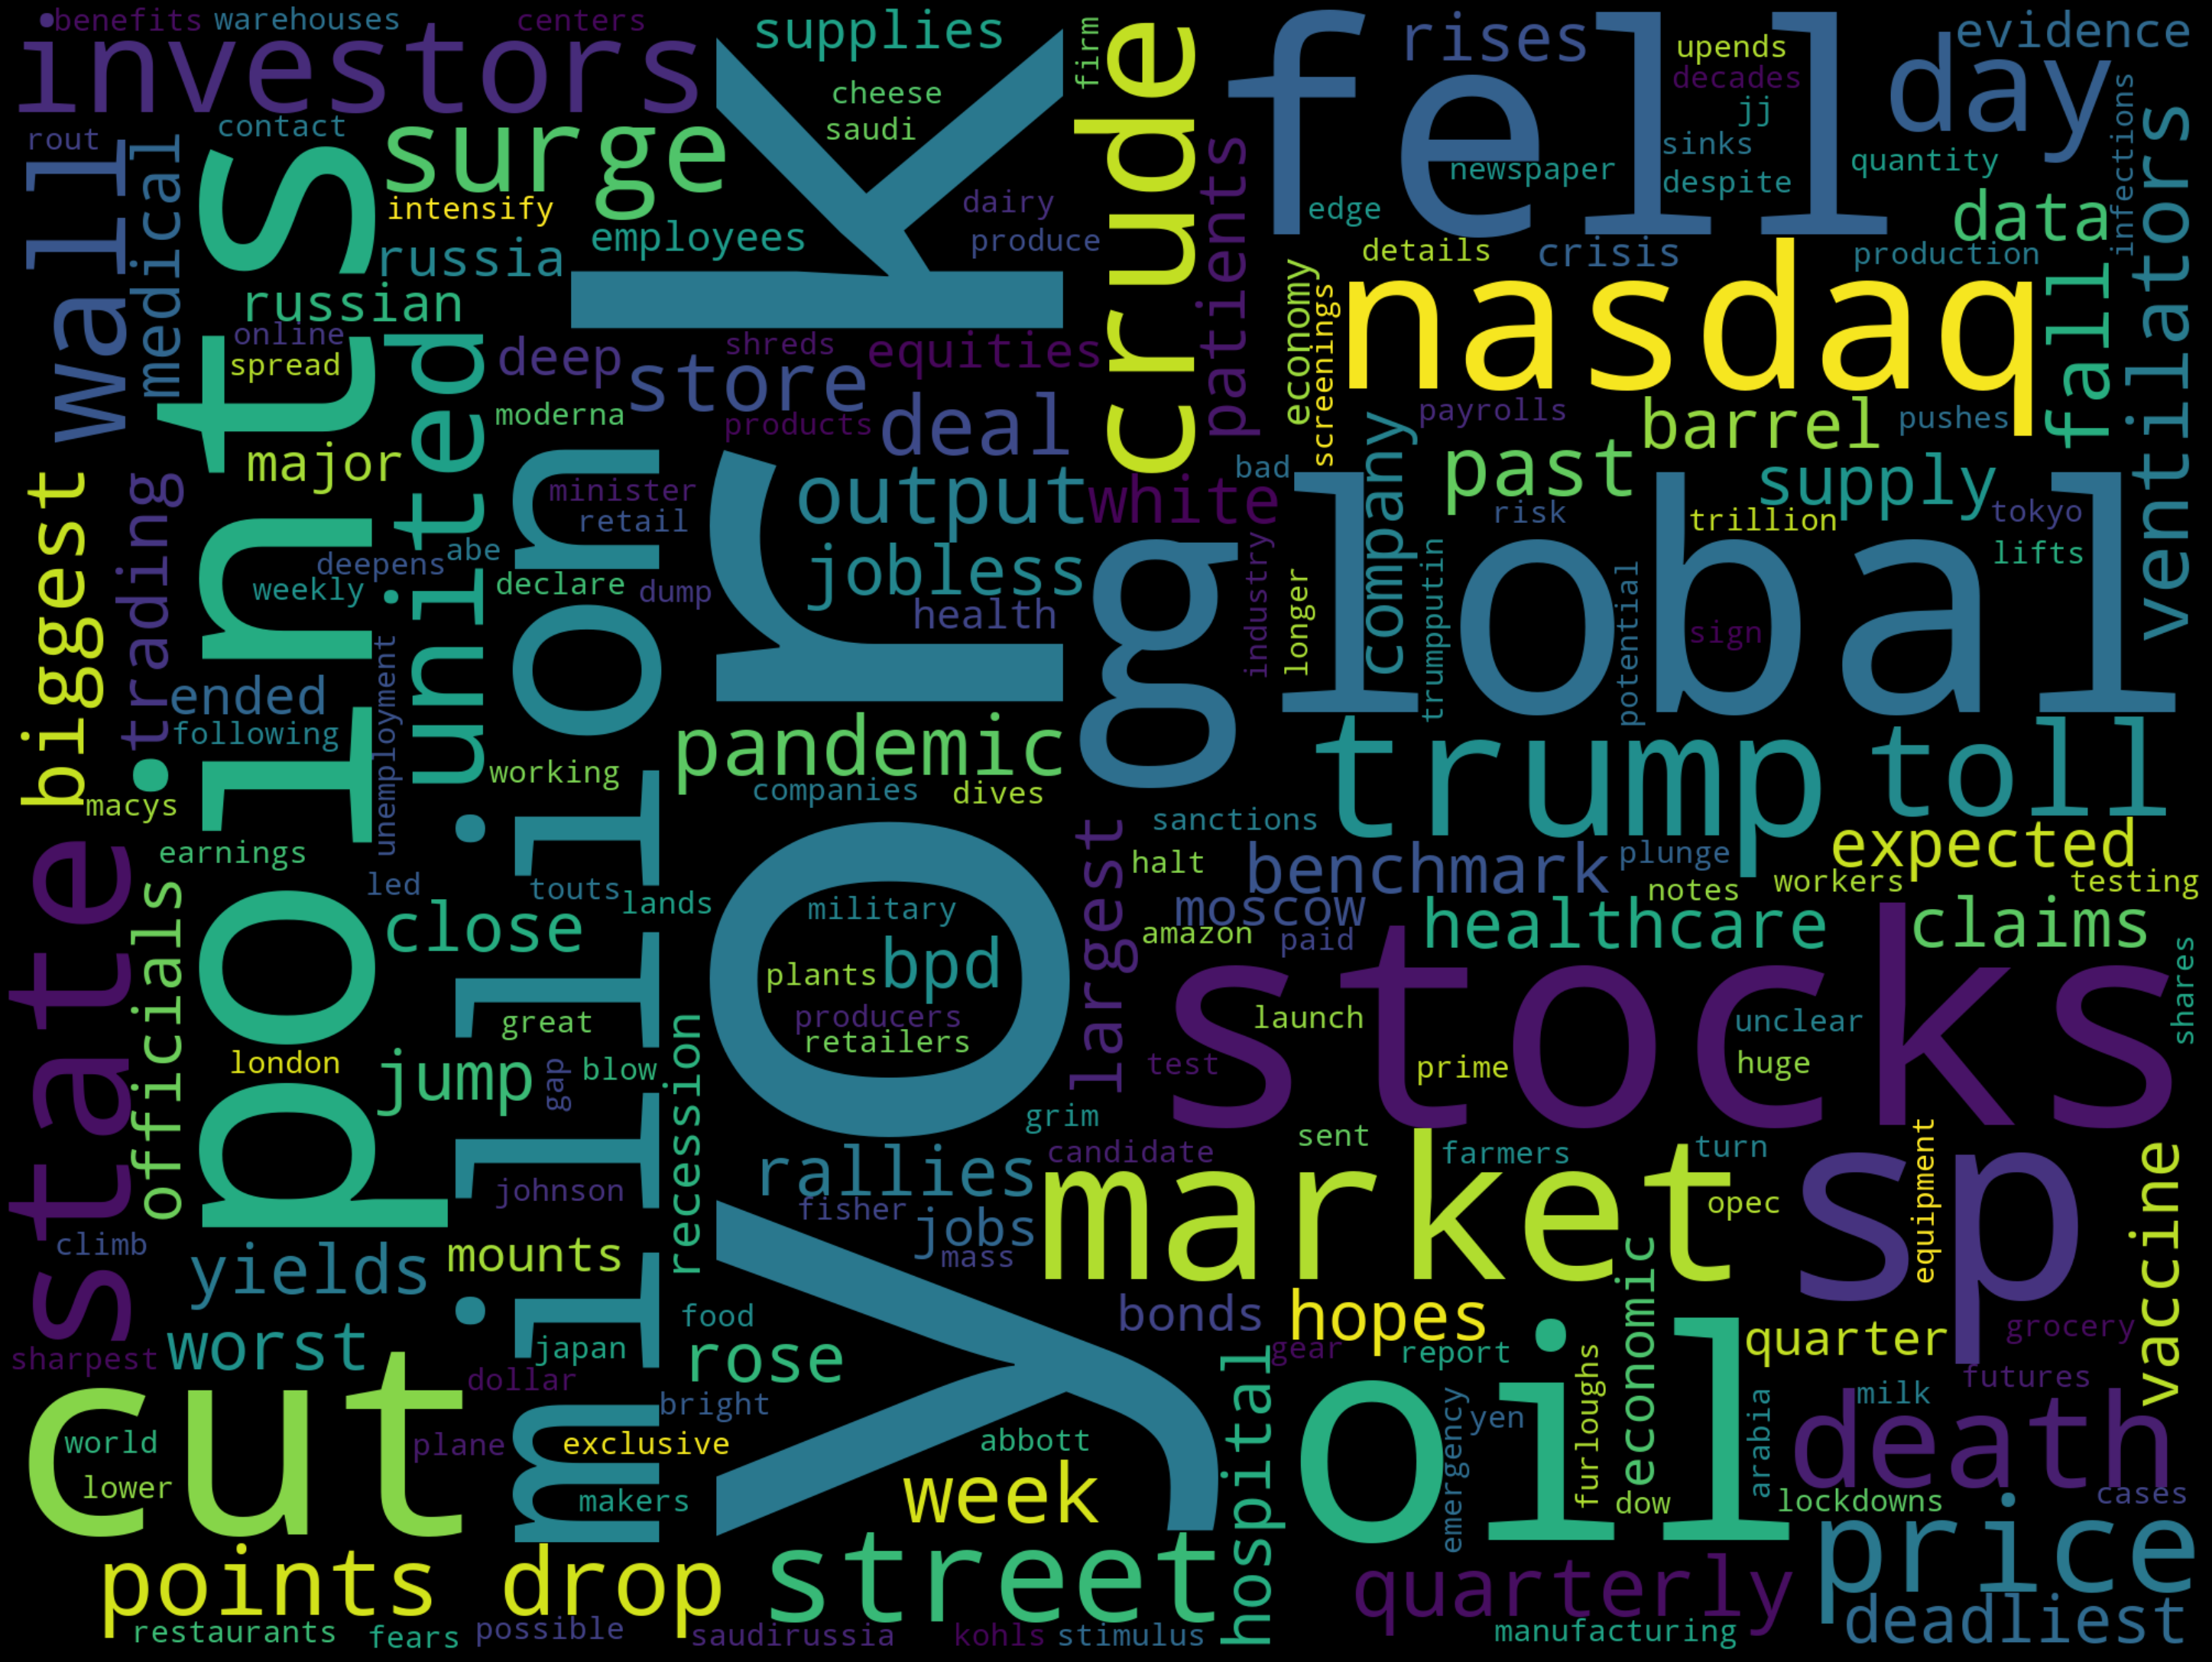 benefits
warehouses
centers
investors
supplies
firm
crude
fell
rises
upends
evidence
decades
day
jj
infections
rout
contact
surge
cheese
saudi
york
sinks
newspaper
despite
quantity
wall
medical
points
intensify
dairy
produce
patients
edge
data
ventilators
russia
employees
details
crisis
production
russian
economy
screenings
nasdaq
fall
online
spread
united
deep
shreds
equities
store
moderna
products
deal
payrolls
barrel
pushes
major
million
minister
retail
output
white
bad
company
past
supply
risk
trillion
tokyo
lifts
biggest
trading
deepens
abe
weekly
declare
dump
jobless
health
global
industry
longer
trumpputin
potential
sign
ended
following
unemployment
working
pandemic
companies
dives
trump
toll
macys
earnings
led
touts
lands
largest
sanctions
halt
benchmark
plunge
expected
notes
workers
testing
state
officials
close
military
plants
bpd
producers
retailers
moscow
amazon
paid
healthcare
claims
shares
great
london
jump
gap
blow
recession
stocks
launch
test
prime
unclear
huge
grim
climb
johnson
mounts
rallies
fisher
jobs
mass
candidate
sent
farmers
turn
market
opec
sp
equipment
vaccine
yields
worst
sharpest
food
japan
rose
dollar
bonds
hopes
gear
report
economic
quarter
grocery
futures
cut
world
lower
plane
bright
exclusive
makers
abbott
week
hospital
oil
emergency
yen
furloughs
dow
arabia
milk
death
lockdowns
cases
points
drop
street
quarterly
price
deadliest
restaurants
fears
possible
saudirussia
kohls
stimulus
manufacturing